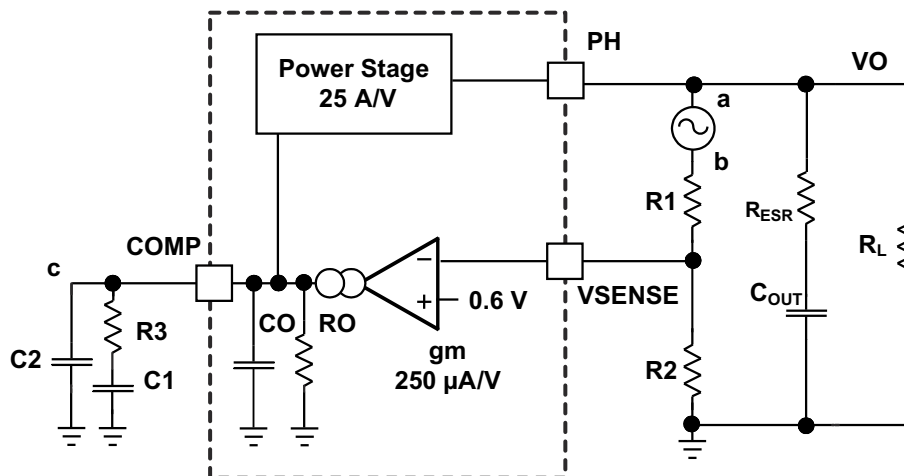 PH
VO
Power Stage
25 A/V
a
b
R1
RESR
RL
COMP
c
VSENSE
COUT
−
+
0.6 V
R3
C2
C1
CO
RO
gm
250 µA/V
R2